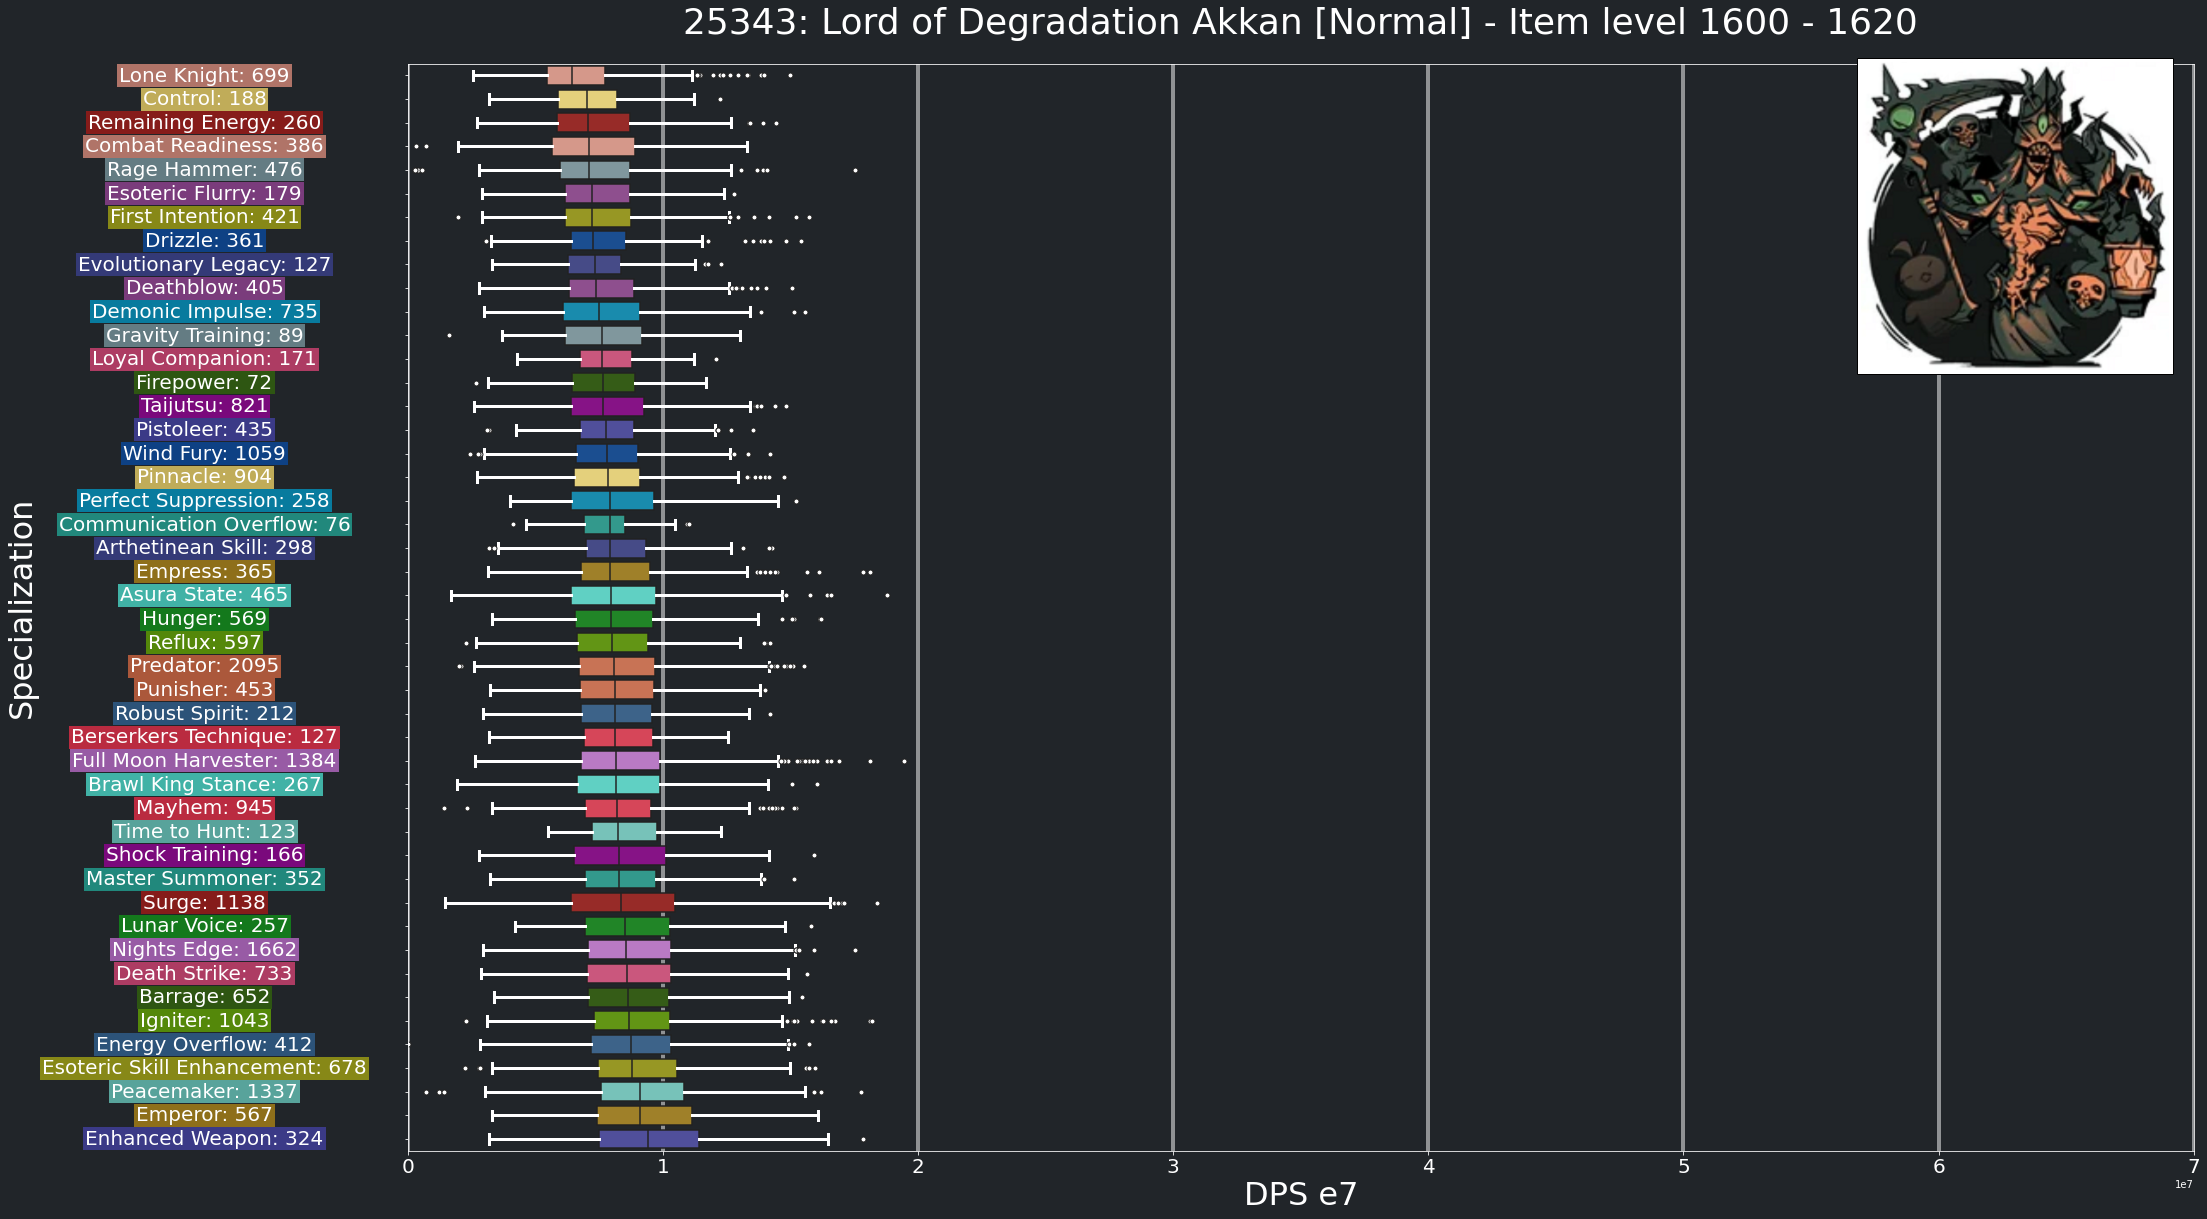 25343: Lord of Degradation Akkan [Normal] - Item level 1600 - 1620
Lone Knight: 699
Control: 188
Remaining Energy: 260
Combat Readiness: 386
Rage Hammer: 476
Esoteric Flurry: 179
First Intention: 421
Drizzle: 361
Evolutionary Legacy: 127
Deathblow: 405
Demonic Impulse: 735
Gravity Training: 89
Loyal Companion: 171
Firepower: 72
Taijutsu: 821
Pistoleer: 435
Wind Fury: 1059
Pinnacle: 904
Perfect Suppression: 258
Communication Overflow: 76
Arthetinean Skill: 298
Empress: 365
Asura State: 465
Hunger: 569
Reflux: 597
Predator: 2095
Punisher: 453
Robust Spirit: 212
Berserkers Technique: 127
Full Moon Harvester: 1384
Brawl King Stance: 267
Mayhem: 945
Time to Hunt: 123
Shock Training: 166
Master Summoner: 352
Surge: 1138
Lunar Voice: 257
Nights Edge: 1662
Death Strike: 733
Barrage: 652
Igniter: 1043
Energy Overflow: 412
Esoteric Skill Enhancement: 678
Peacemaker: 1337
Emperor: 567
Enhanced Weapon: 324
Specialization
0 1 2 3 4 5 6 7
DPS e7
1e7